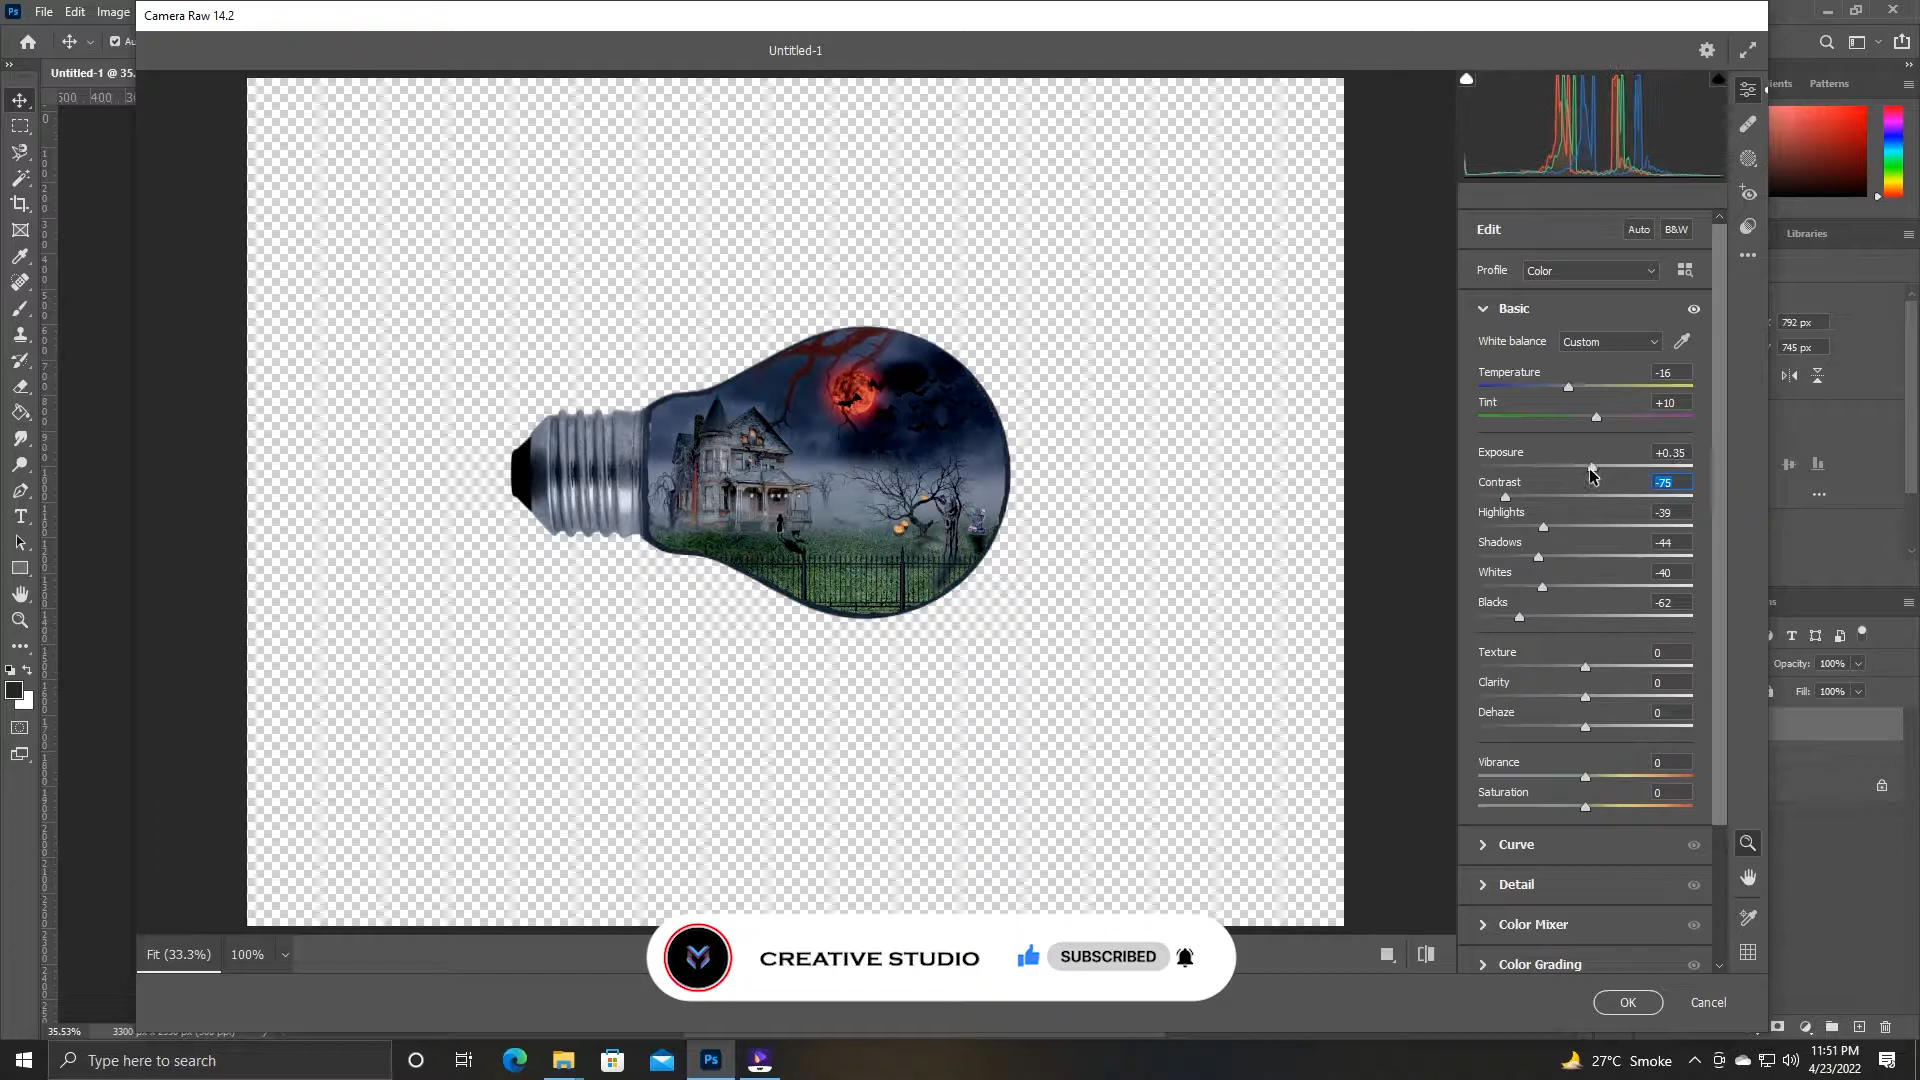 Ps File Edit Image
Camera Raw 14.2
Untitled-1
Untitled-1 @ 35.
500 400
Patterns
Edit Auto B&W
Profile Color
Basic
White balance Custom
Temperature -16
Tint +10
Exposure +0.35
Contrast -75
Highlights -39
Shadows -44
Whites -40
Blacks -62
Texture 0
Clarity 0
Dehaze 0
Vibrance 0
Saturation 0
Curve
Detail
Color Mixer
Color Grading
Libraries
792 px
745 px
Opacity: 100%
Fill: 100%
Fit (33.3%) 100%
CREATIVE STUDIO SUBSCRIBED
OK Cancel
35.53%
Type here to search
Ps
27°C Smoke
11:51 PM
4/23/2022